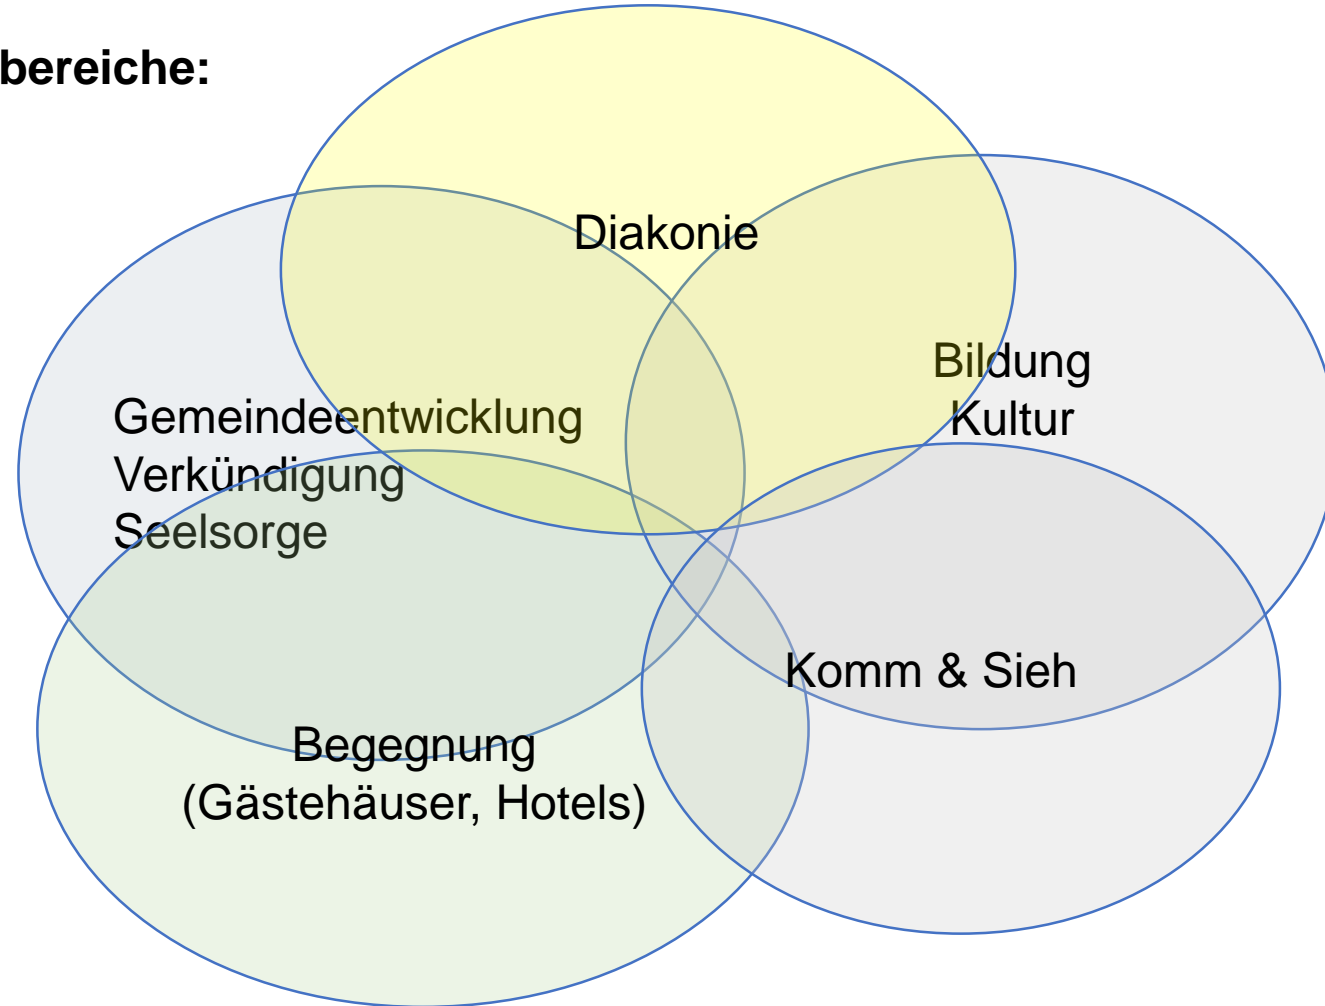 bereiche:
Diakonie
Bildung
Kultur
Gemeindeentwicklung
Verkündigung
Seelsorge
Komm & Sieh
Begegnung
(Gästehäuser, Hotels)